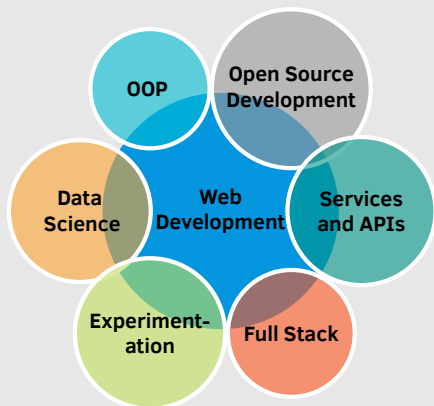 OOP
Open Source
Development
Data
Science
Web
Development
Services
and APIs
Experiment-
ation
Full Stack